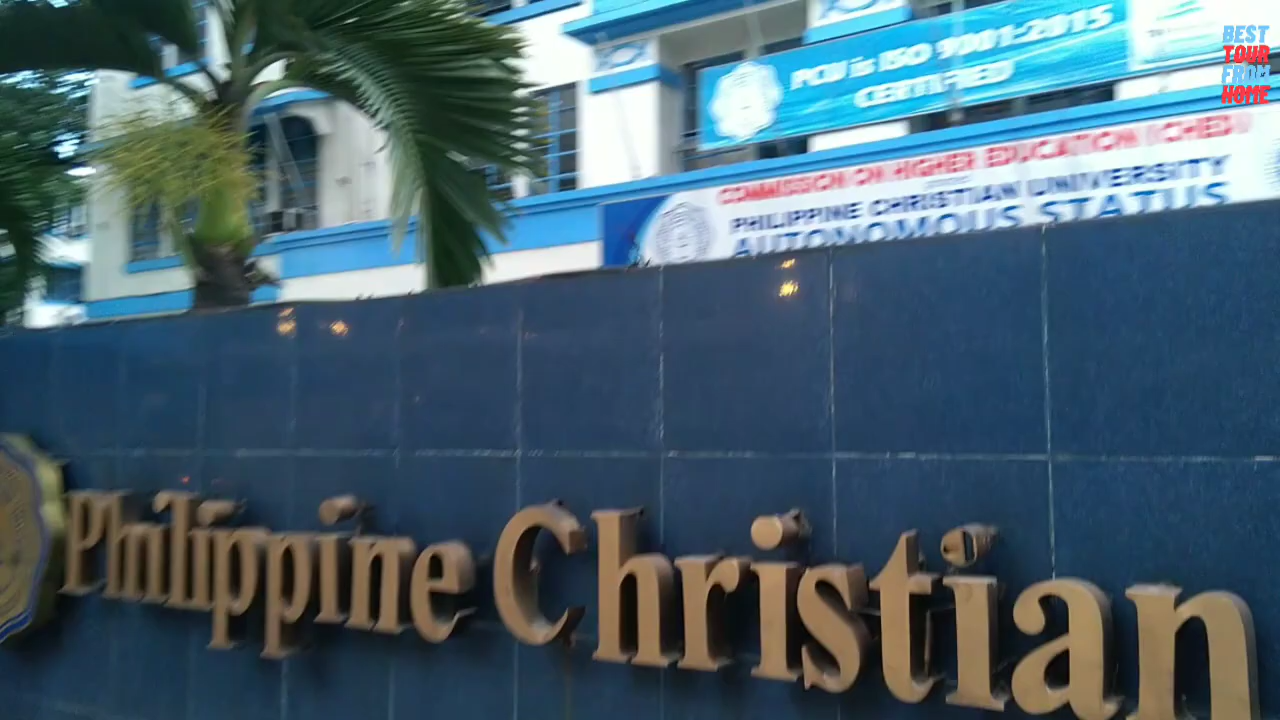 BEST
TOUR
FROM
HOME
PCU is ISO 9001:2015
CERTIFIED
COMMISSION ON HIGHER EDUCATION (CHED)
PHILIPPINE CHRISTIAN UNIVERSITY
AUTONOMOUS STATUS
Philippine Christian